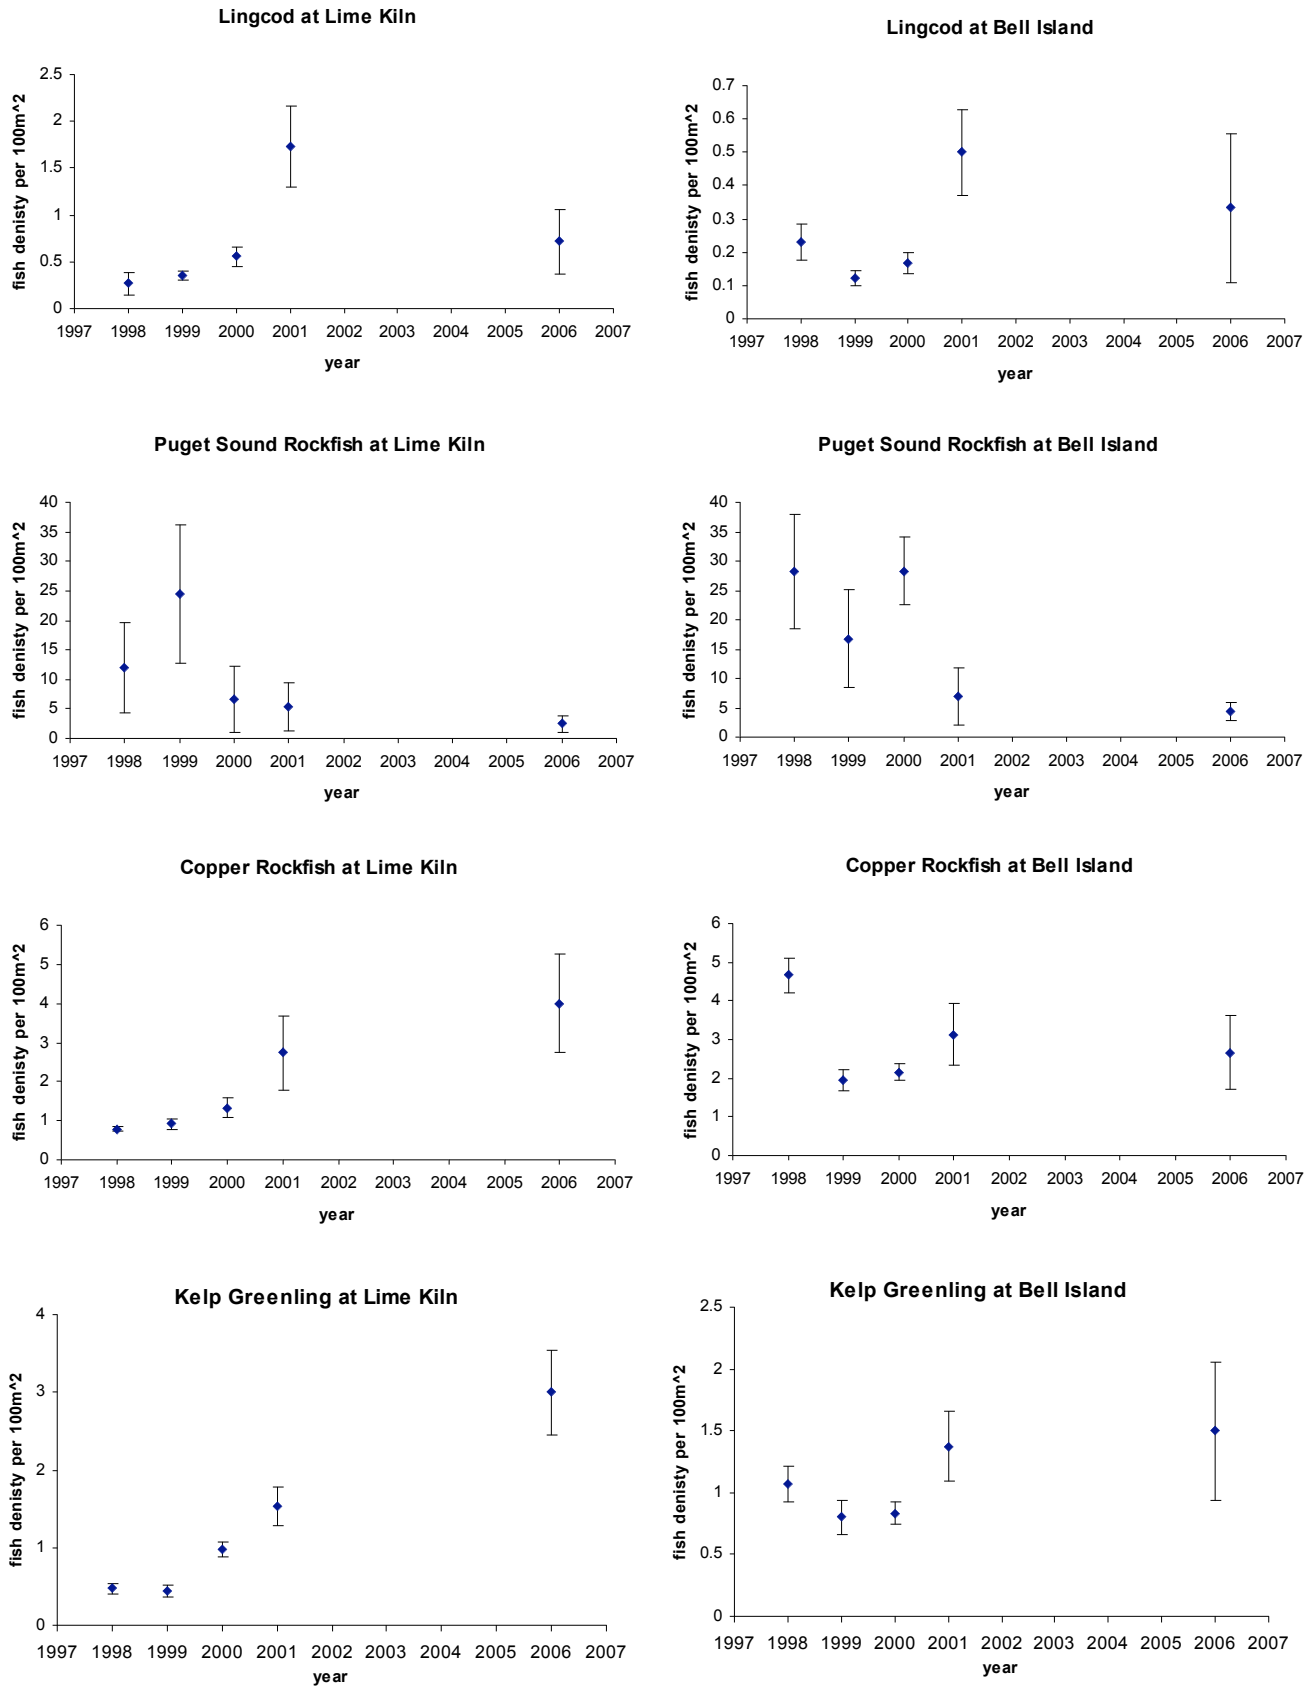 Lingcod at Lime Kiln
fish denisty per 100m^2
2.5
2
1.5
1
0.5
0
1997 1998 1999 2000 2001 2002 2003 2004 2005 2006 2007
year
Lingcod at Bell Island
fish denisty per 100m^2
0.7
0.6
0.5
0.4
0.3
0.2
0.1
0
1997 1998 1999 2000 2001 2002 2003 2004 2005 2006 2007
year
Puget Sound Rockfish at Lime Kiln
fish denisty per 100m^2
40
35
30
25
20
15
10
5
0
1997 1998 1999 2000 2001 2002 2003 2004 2005 2006 2007
year
Puget Sound Rockfish at Bell Island
fish denisty per 100m^2
40
35
30
25
20
15
10
5
0
1997 1998 1999 2000 2001 2002 2003 2004 2005 2006 2007
year
Copper Rockfish at Lime Kiln
fish denisty per 100m^2
6
5
4
3
2
1
0
1997 1998 1999 2000 2001 2002 2003 2004 2005 2006 2007
year
Copper Rockfish at Bell Island
fish denisty per 100m^2
6
5
4
3
2
1
0
1997 1998 1999 2000 2001 2002 2003 2004 2005 2006 2007
year
Kelp Greenling at Lime Kiln
fish denisty per 100m^2
4
3
2
1
0
1997 1998 1999 2000 2001 2002 2003 2004 2005 2006 2007
year
Kelp Greenling at Bell Island
fish denisty per 100m^2
2.5
2
1.5
1
0.5
0
1997 1998 1999 2000 2001 2002 2003 2004 2005 2006 2007
year